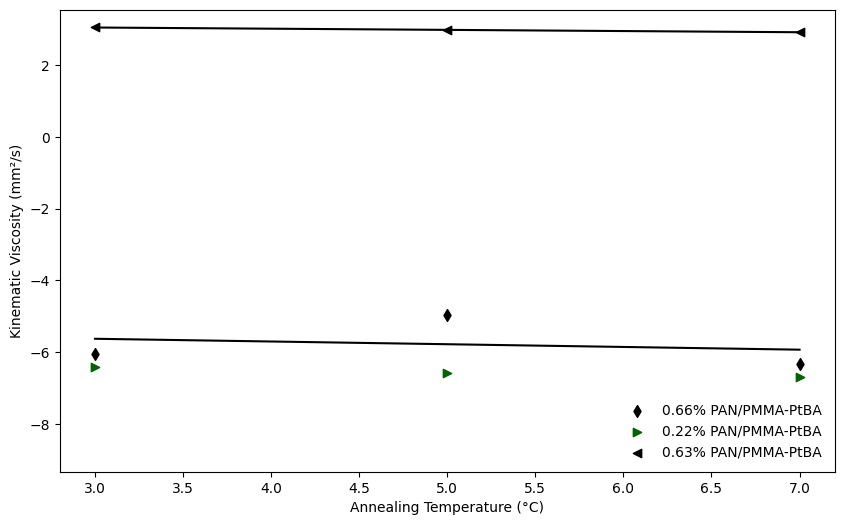 Kinematic Viscosity (mm²/s)
2
0
−2
−4
−6
−8
0.66% PAN/PMMA-PtBA
0.22% PAN/PMMA-PtBA
0.63% PAN/PMMA-PtBA
3.0 3.5 4.0 4.5 5.0 5.5 6.0 6.5 7.0
Annealing Temperature (°C)